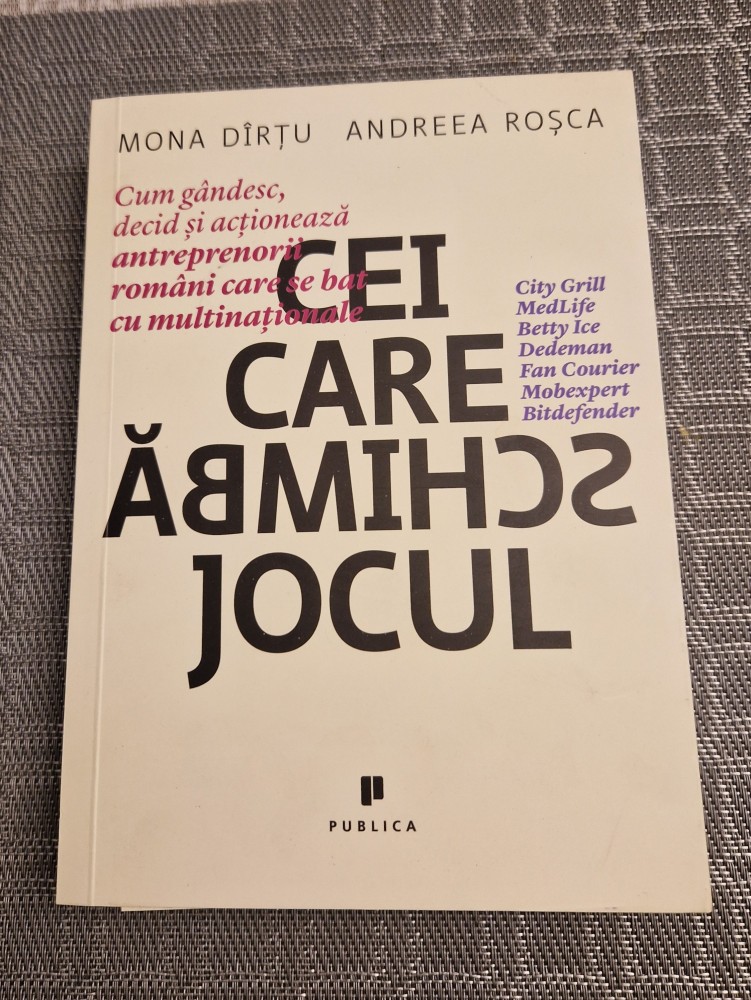 MONA DÎRȚU ANDREEA ROȘCA
Cum gândesc,
decid și acționează
antreprenorii
români care se bat
cu multinaționale
CEI
CARE
SCHIMBĂ
JOCUL
City Grill
MedLife
Betty Ice
Dedeman
Fan Courier
Mobexpert
Bitdefender
PUBLICA